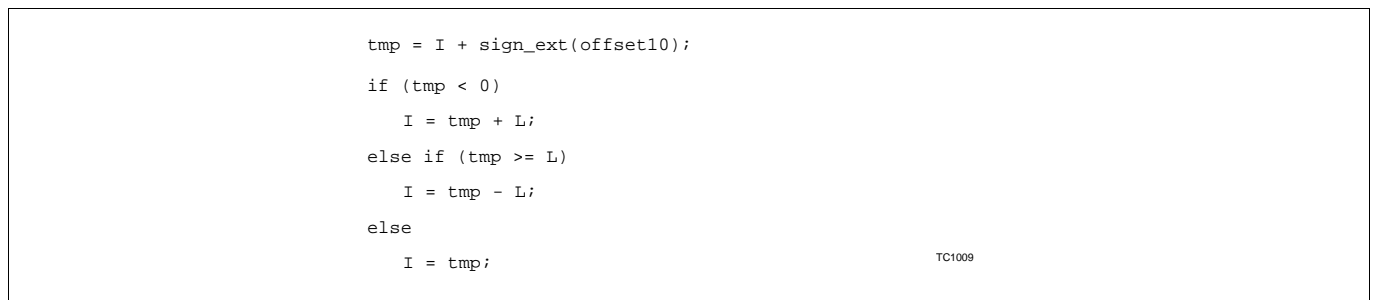 tmp = I + sign_ext(offset10);
if (tmp < 0)
I = tmp + L;
else if (tmp >= L)
I = tmp - L;
else
I = tmp;
TC1009